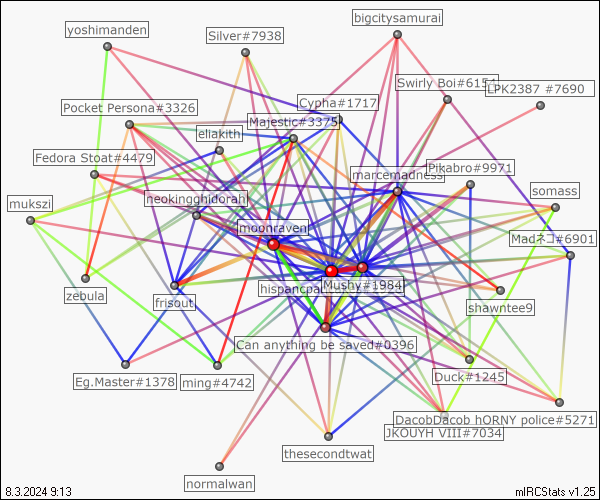 bigcitysamurai
yoshimanden
Silver#7938
Swirly Boi#6154
LPK2387 #7690
Cypha#1717
Pocket Persona#3326
Majestic#3375
eliakith
Fedora Stoat#4479
marcemadness
Pikabro#9971
neokingghidorah
somass
mukszi
moonraven
Madネコ#6901
zebula
frisout
Mushy#1984
shawntee9
Can anything be saved#0396
Eg.Master#1378
ming#4742
Duck#1245
DacobDacob hORNY police#5271
JKOUYH VIII#7034
thesecondtwat
normalwan
8.3.2024 9:13
mIRCStats v1.25